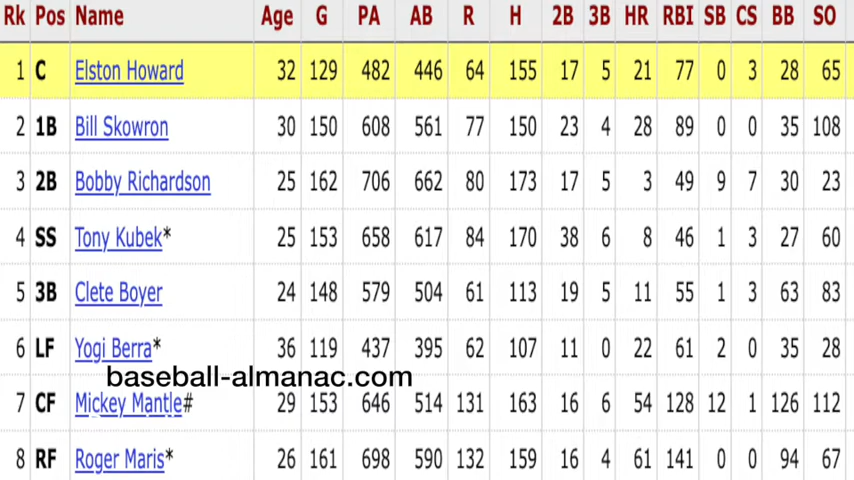 Rk Pos Name Age G PA AB R H 2B 3B HR RBI SB CS BB SO
1 C Elston Howard 32 129 482 446 64 155 17 5 21 77 0 3 28 65
2 1B Bill Skowron 30 150 608 561 77 150 23 4 28 89 0 0 35 108
3 2B Bobby Richardson 25 162 706 662 80 173 17 5 3 49 9 7 30 23
4 SS Tony Kubek* 25 153 658 617 84 170 38 6 8 46 1 3 27 60
5 3B Clete Boyer 24 148 579 504 61 113 19 5 11 55 1 3 63 83
6 LF Yogi Berra* 36 119 437 395 62 107 11 0 22 61 2 0 35 28
baseball-almanac.com
7 CF Mickey Mantle# 29 153 646 514 131 163 16 6 54 128 12 1 126 112
8 RF Roger Maris* 26 161 698 590 132 159 16 4 61 141 0 0 94 67